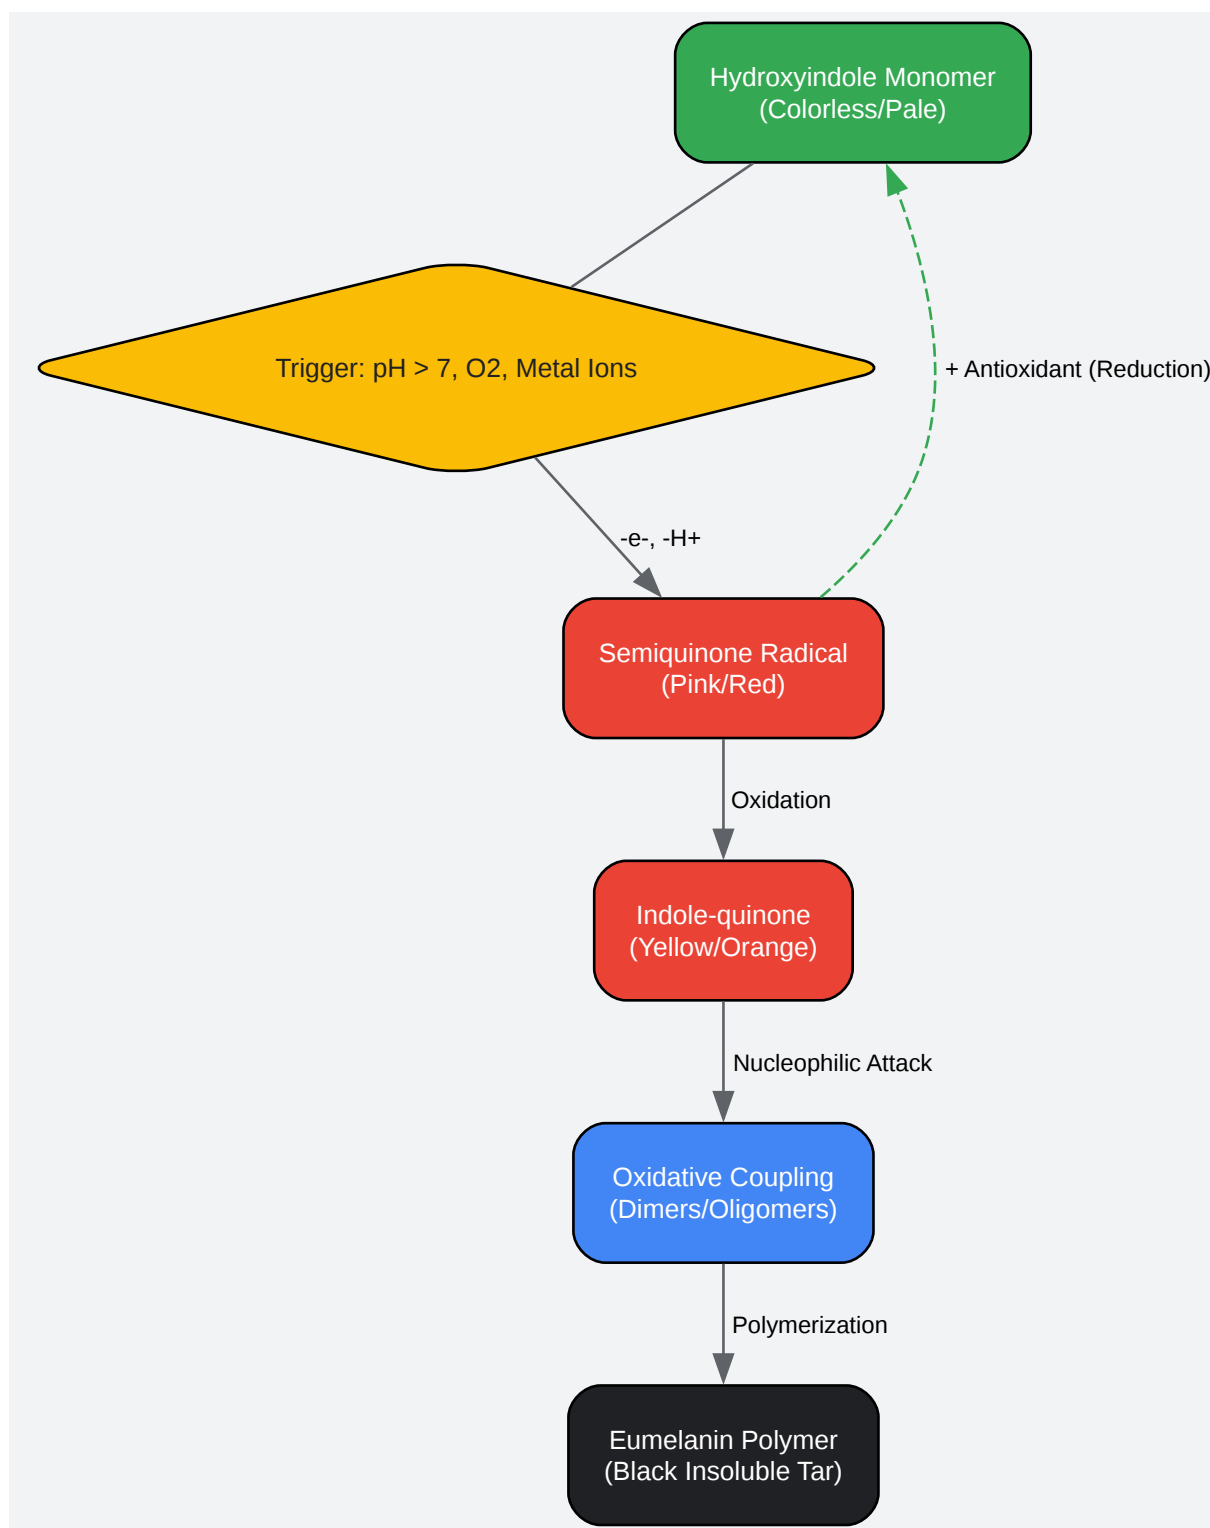 Hydroxyindole Monomer
(Colorless/Pale)
Trigger: pH > 7, O2, Metal Ions
+ Antioxidant (Reduction)
-e-, -H+
Semiquinone Radical
(Pink/Red)
Oxidation
Indole-quinone
(Yellow/Orange)
Nucleophilic Attack
Oxidative Coupling
(Dimers/Oligomers)
Polymerization
Eumelanin Polymer
(Black Insoluble Tar)